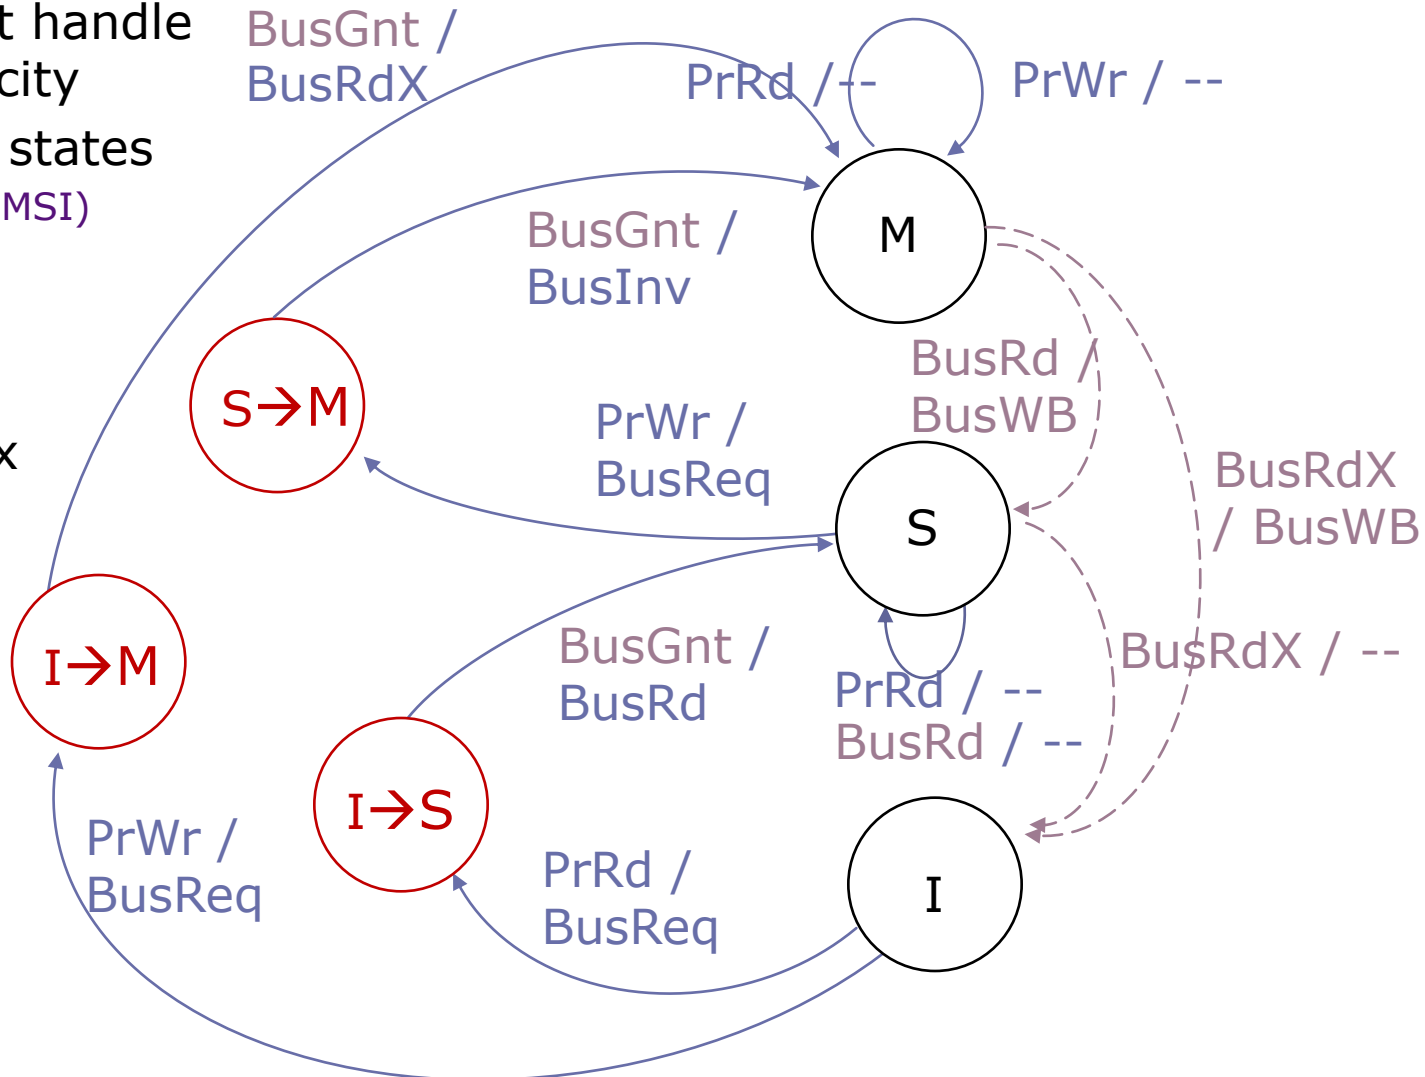 t handle
city
states
MSI)
x
BusGnt /
BusRdX
PrRd /--
PrWr / --
M
BusGnt /
BusInv
BusRd /
BusWB
S→M
PrWr /
BusReq
BusRdX
/ BusWB
S
I→M
BusGnt /
BusRd
BusRdX / --
PrRd / --
BusRd / --
I→S
PrWr /
BusReq
PrRd /
BusReq
I